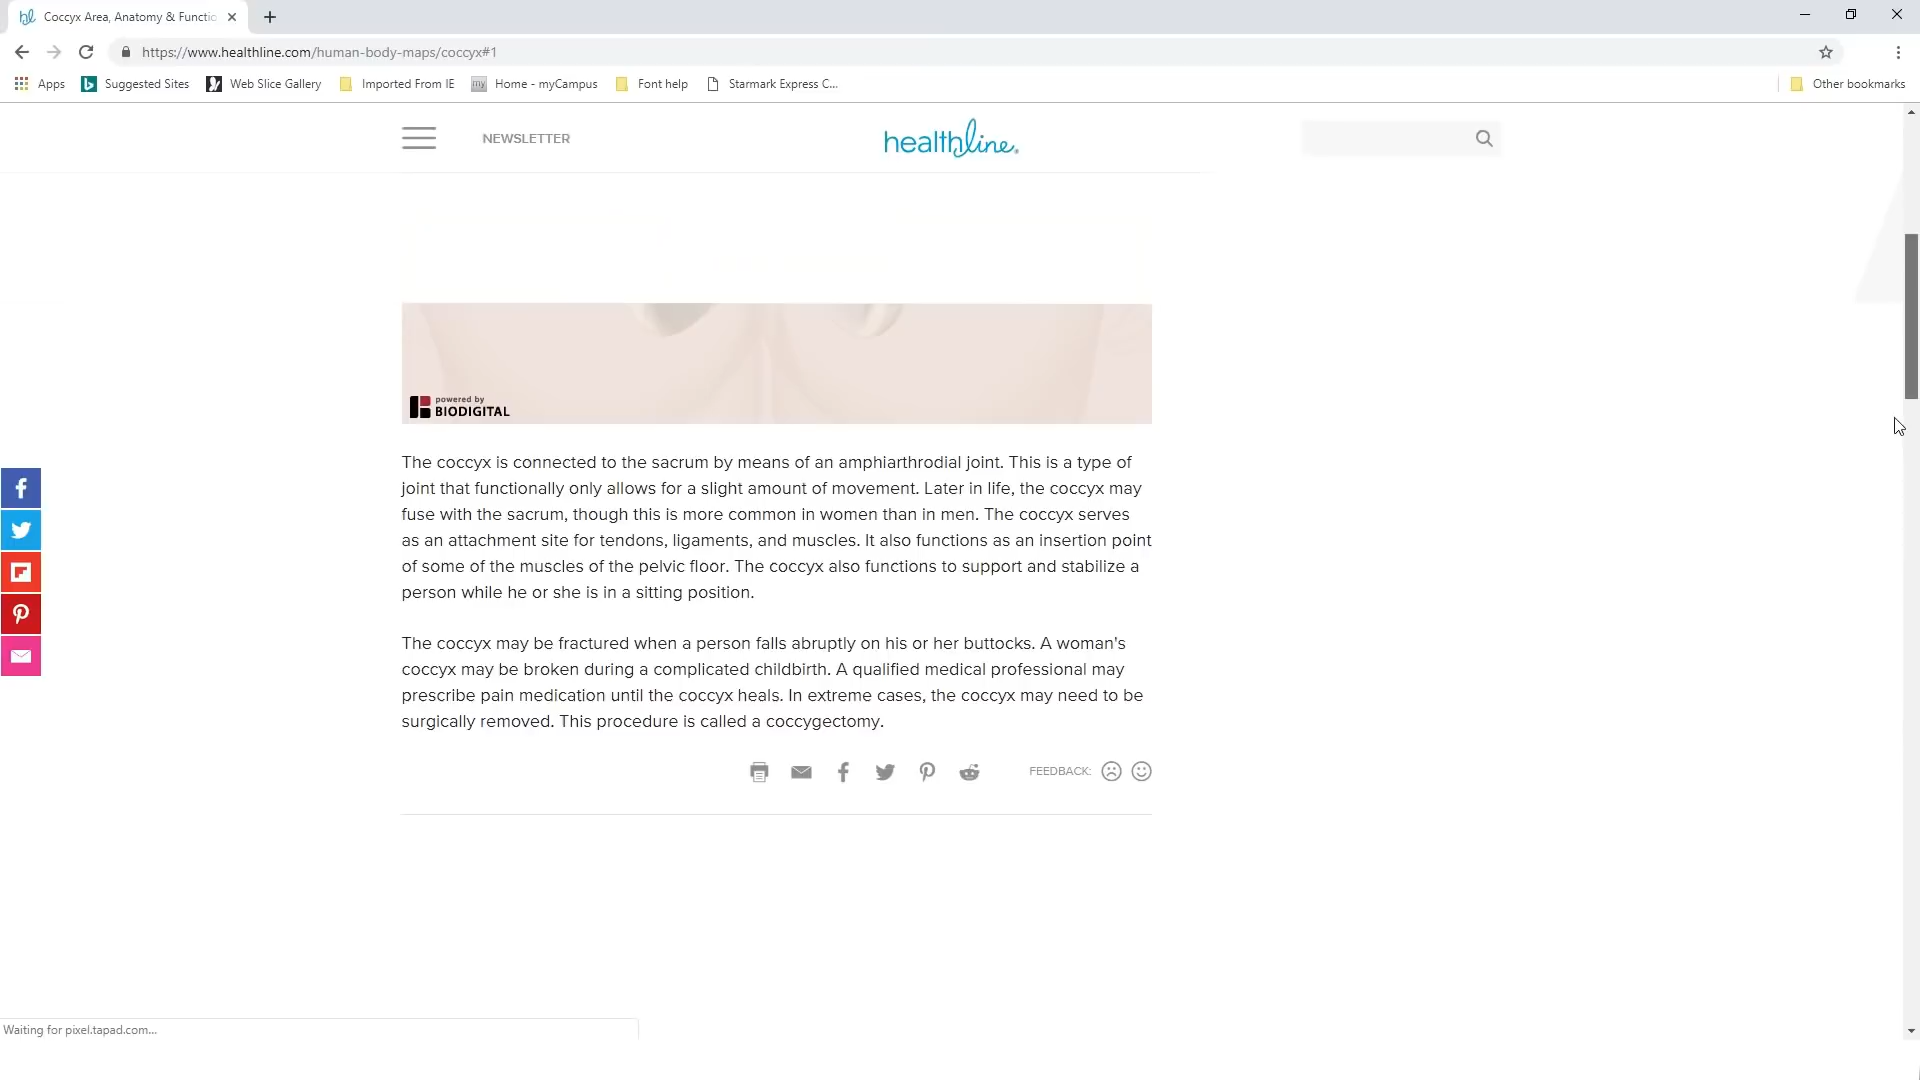 Coccyx Area, Anatomy & Functio
https://www.healthline.com/human-body-maps/coccyx#1
Apps Suggested Sites Web Slice Gallery Imported From IE my Home - myCampus Font help Starmark Express C... Other bookmarks
NEWSLETTER healthline.
powered by
BIODIGITAL
The coccyx is connected to the sacrum by means of an amphiarthrodial joint. This is a type of
joint that functionally only allows for a slight amount of movement. Later in life, the coccyx may
fuse with the sacrum, though this is more common in women than in men. The coccyx serves
as an attachment site for tendons, ligaments, and muscles. It also functions as an insertion point
of some of the muscles of the pelvic floor. The coccyx also functions to support and stabilize a
person while he or she is in a sitting position.
The coccyx may be fractured when a person falls abruptly on his or her buttocks. A woman's
coccyx may be broken during a complicated childbirth. A qualified medical professional may
prescribe pain medication until the coccyx heals. In extreme cases, the coccyx may need to be
surgically removed. This procedure is called a coccygectomy.
FEEDBACK:
Waiting for pixel.tapad.com...